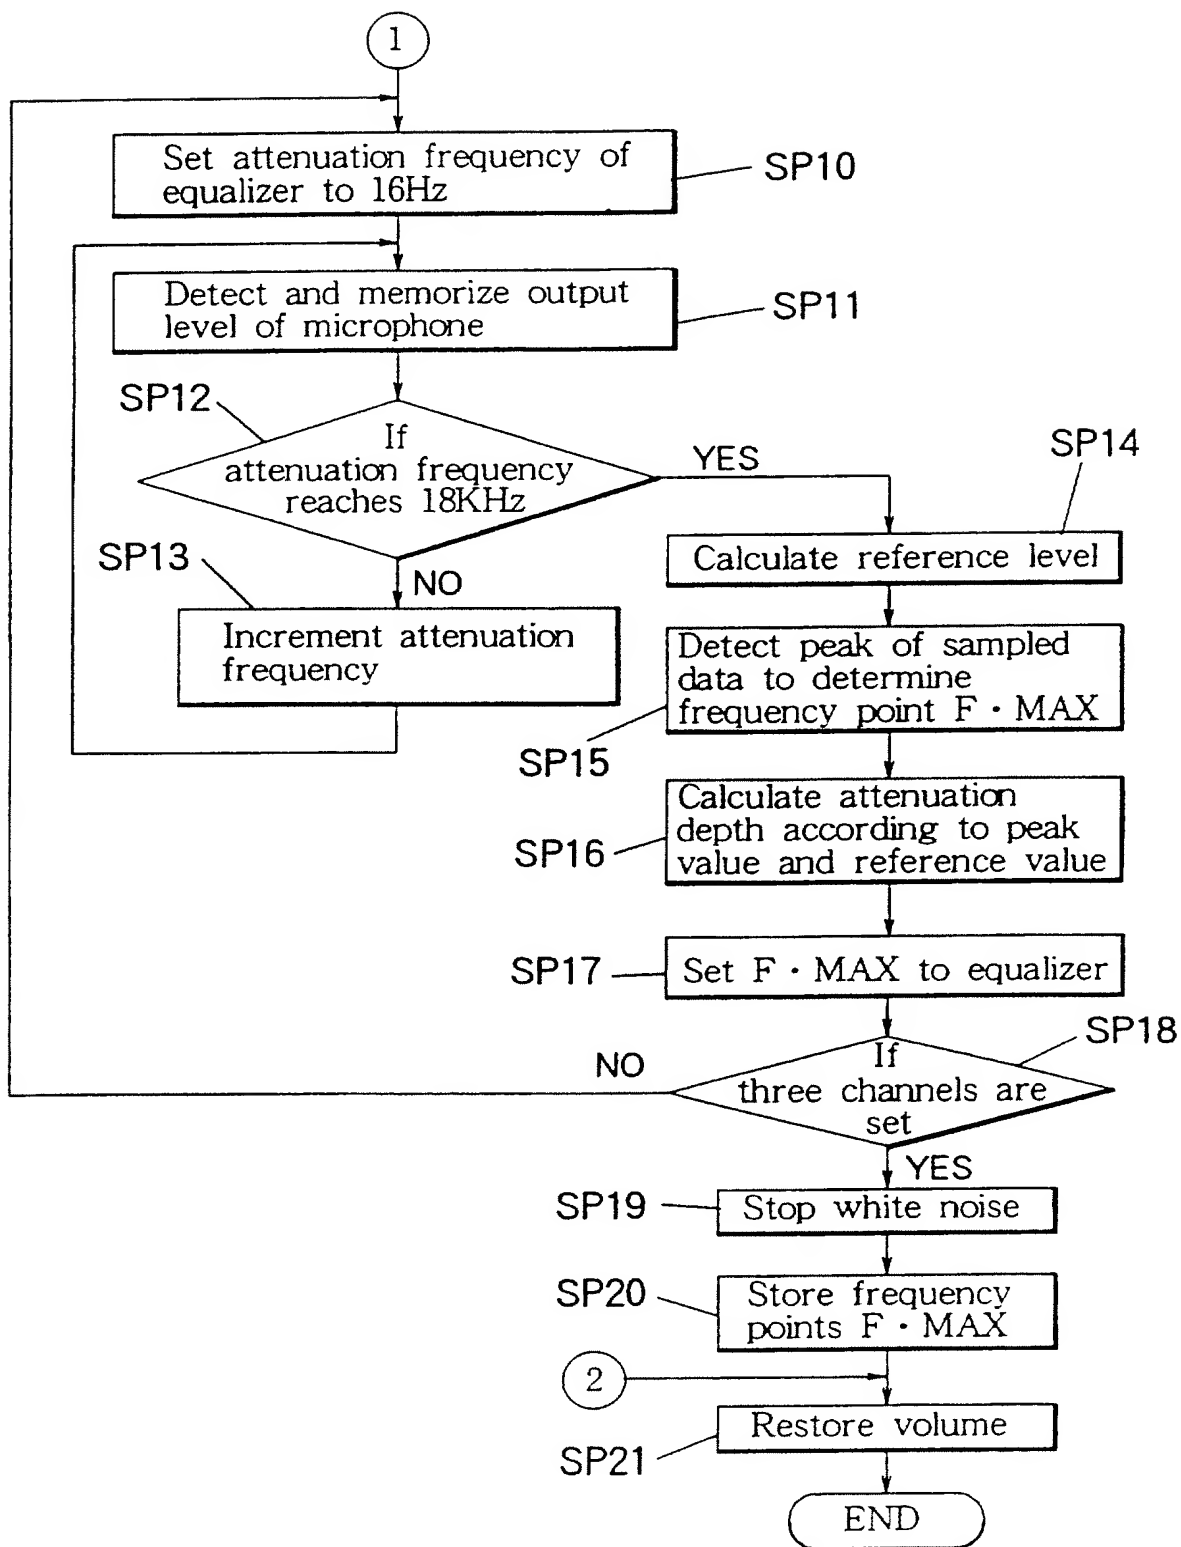 1
Set attenuation frequency of
equalizer to 16Hz
SP10
Detect and memorize output
level of microphone
SP11
SP12
If
attenuation frequency
reaches 18KHz
YES
SP14
SP13
NO
Increment attenuation
frequency
Calculate reference level
Detect peak of sampled
data to determine
frequency point F・MAX
SP15
Calculate attenuation
depth according to peak
value and reference value
SP16
SP17
Set F・MAX to equalizer
SP18
NO
If
three channels are
set
YES
SP19
Stop white noise
SP20
Store frequency
points F・MAX
2
Restore volume
SP21
END